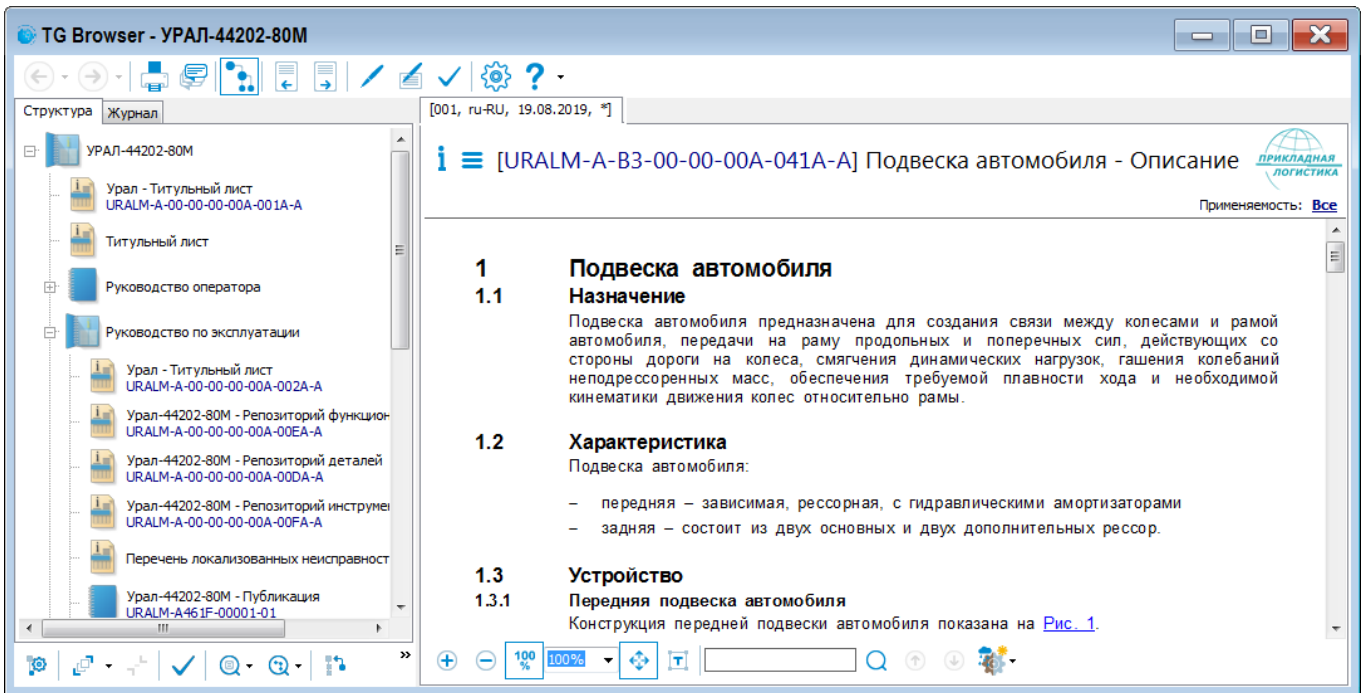 TG Browser - УРАЛ-44202-80М
Структура Журнал
УРАЛ-44202-80М
Урал - Титульный лист
URALM-A-00-00-00-00A-001A-A
Титульный лист
Руководство оператора
Руководство по эксплуатации
Урал - Титульный лист
URALM-A-00-00-00-00A-002A-A
Урал-44202-80М - Репозиторий функцион
URALM-A-00-00-00-00A-00EA-A
Урал-44202-80М - Репозиторий деталей
URALM-A-00-00-00-00A-00DA-A
Урал-44202-80М - Репозиторий инструмен
URALM-A-00-00-00-00A-00FA-A
Перечень локализованных неисправност
Урал-44202-80М - Публикация
URALM-A461F-00001-01
[001, ru-RU, 19.08.2019, *]
[URALM-A-B3-00-00-00A-041A-A] Подвеска автомобиля - Описание
ПРИКЛАДНАЯ
ЛОГИСТИКА
Применяемость: Все
1 Подвеска автомобиля
1.1 Назначение
Подвеска автомобиля предназначена для создания связи между колесами и рамой
автомобиля, передачи на раму продольных и поперечных сил, действующих со
стороны дороги на колеса, смягчения динамических нагрузок, гашения колебаний
неподрессоренных масс, обеспечения требуемой плавности хода и необходимой
кинематики движения колес относительно рамы.
1.2 Характеристика
Подвеска автомобиля:
– передняя – зависимая, рессорная, с гидравлическими амортизаторами
– задняя – состоит из двух основных и двух дополнительных рессор.
1.3 Устройство
1.3.1 Передняя подвеска автомобиля
Конструкция передней подвески автомобиля показана на Рис. 1.
100
%
100%
T